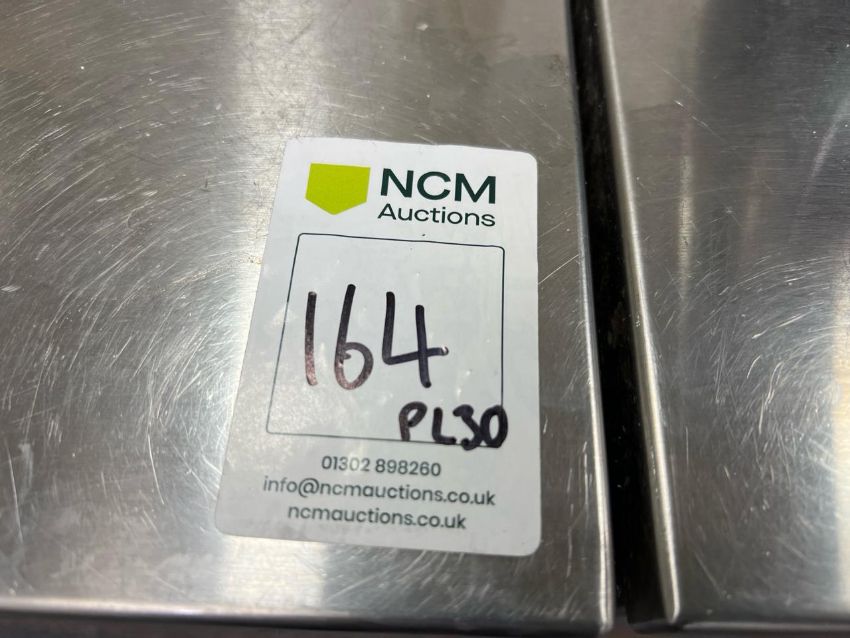 NCM
Auctions
164
PL30
01302 898260
info@ncmauctions.co.uk
ncmauctions.co.uk